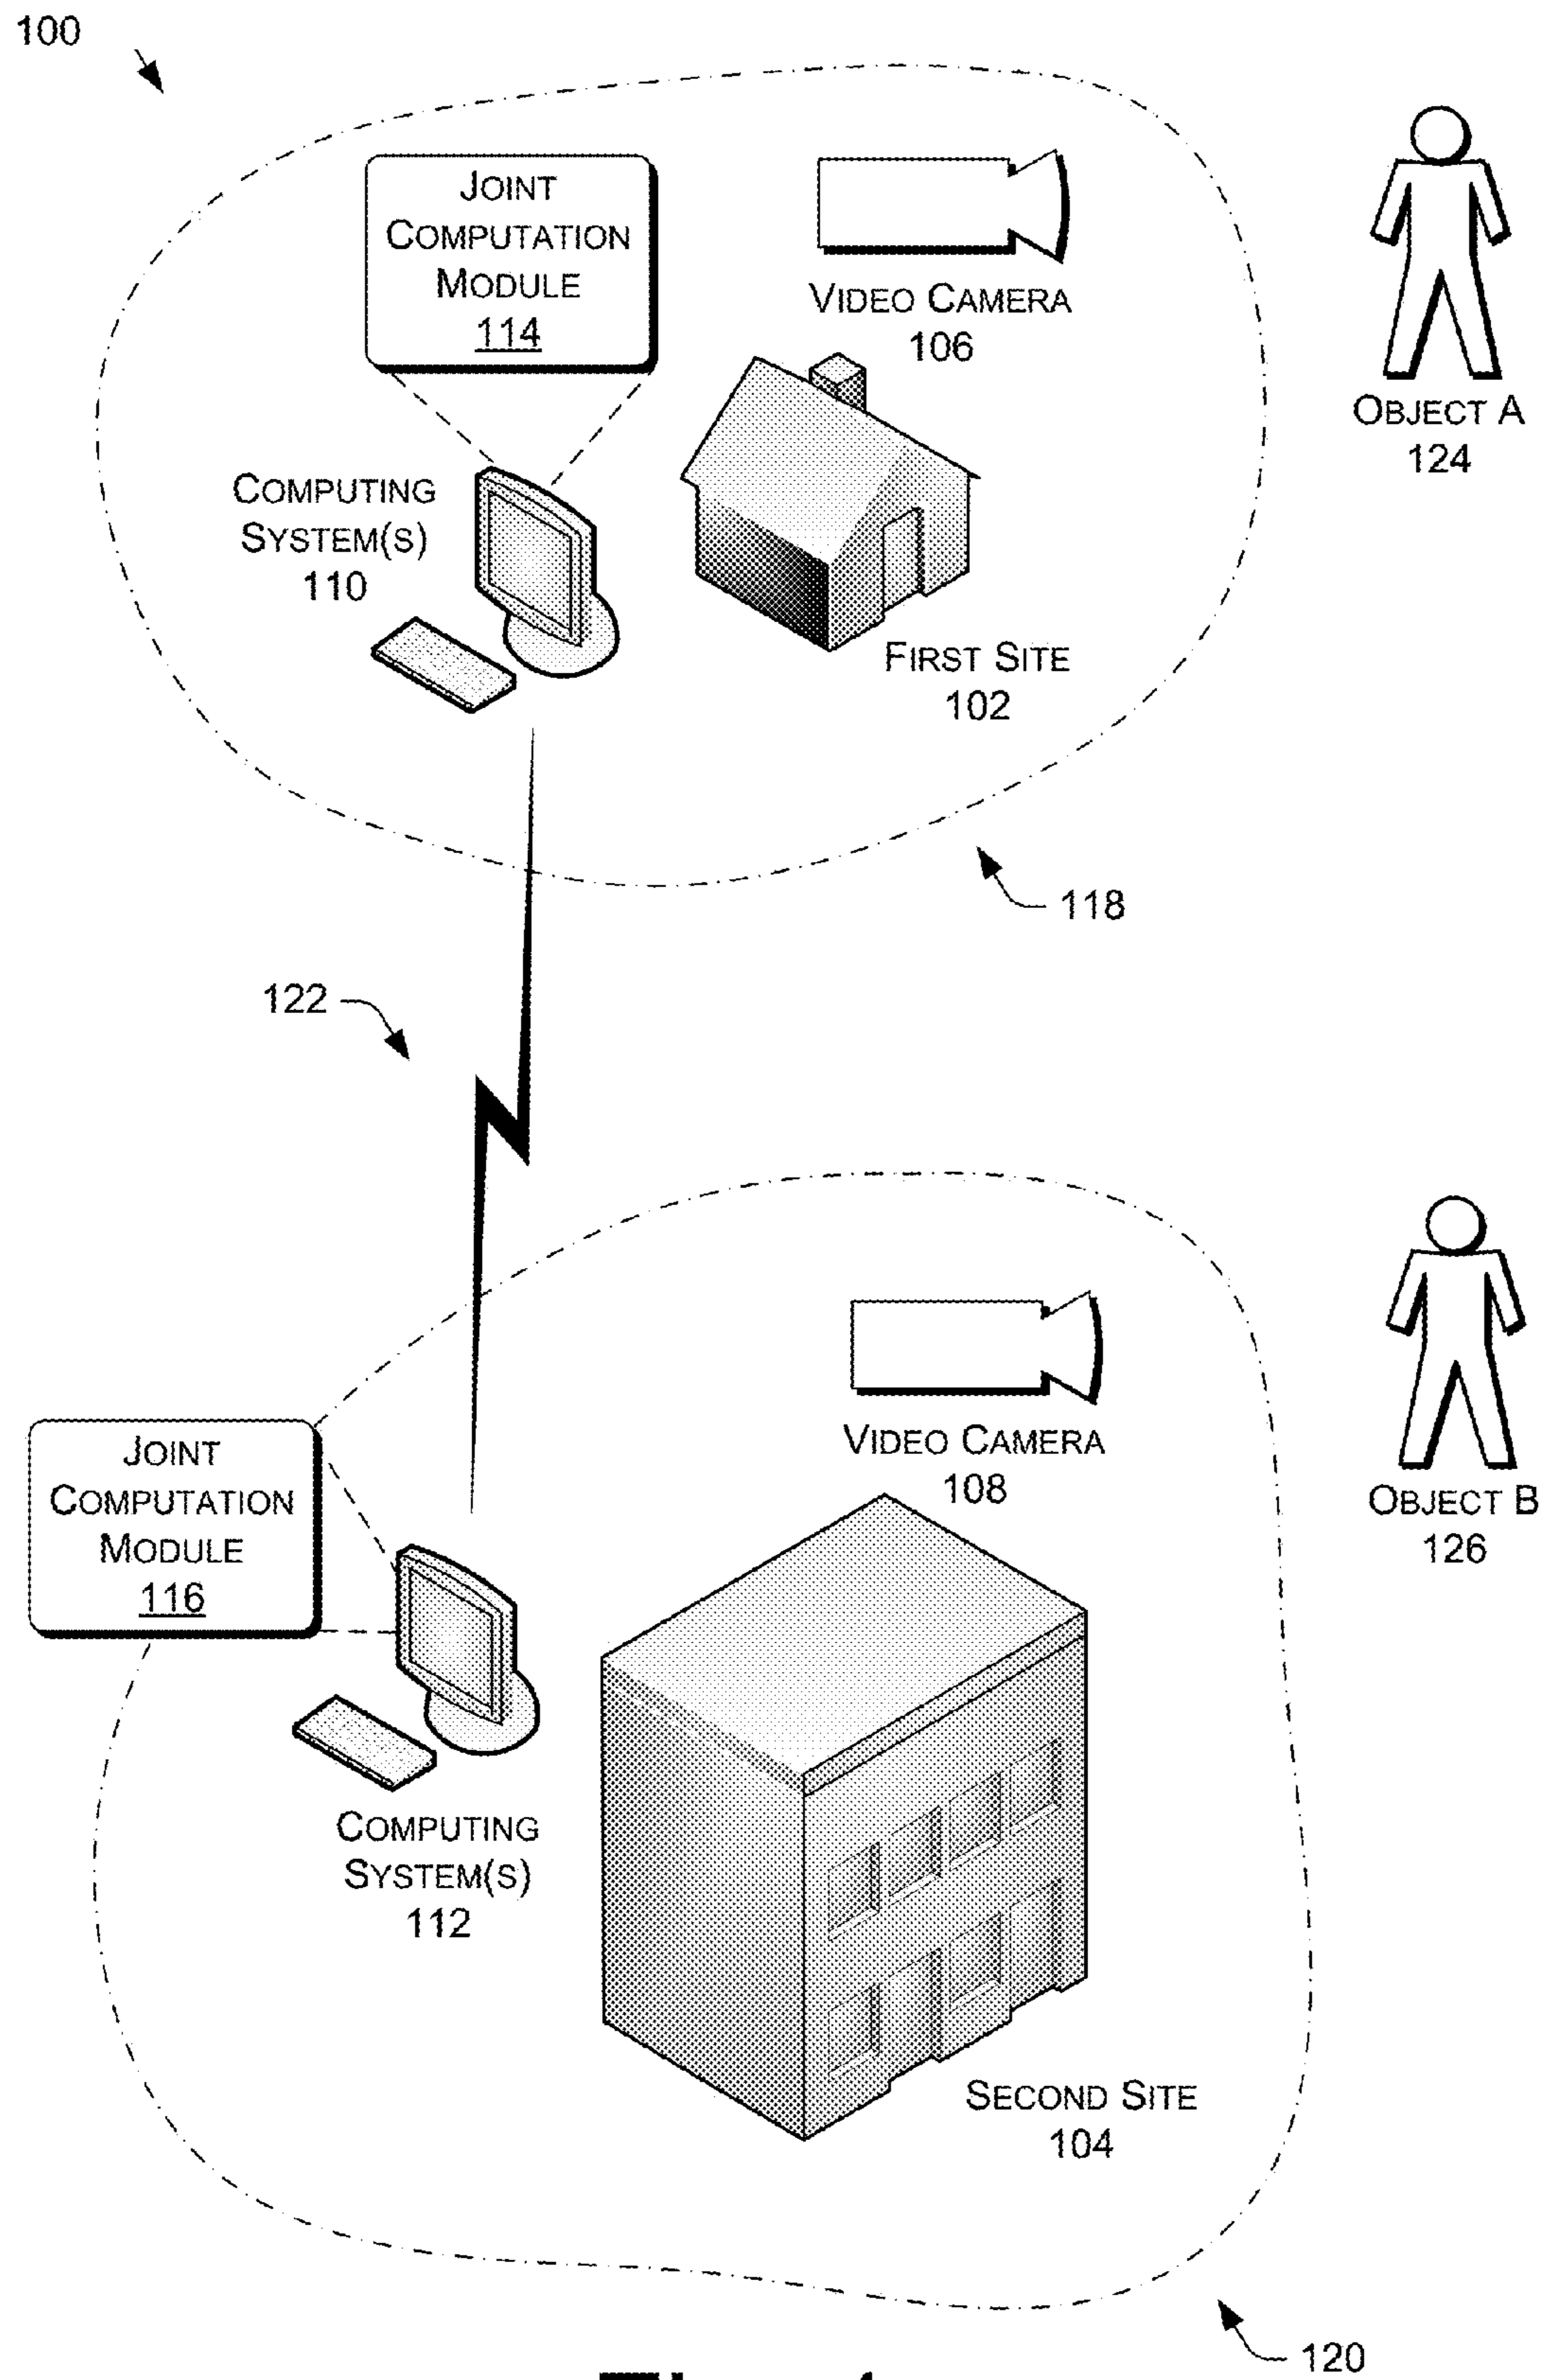 100
JOINT
COMPUTATION
MODULE
114
VIDEO CAMERA
106
OBJECT A
124
COMPUTING
SYSTEM(S)
110
FIRST SITE
102
118
122
VIDEO CAMERA
108
JOINT
COMPUTATION
MODULE
116
OBJECT B
126
COMPUTING
SYSTEM(S)
112
SECOND SITE
104
120